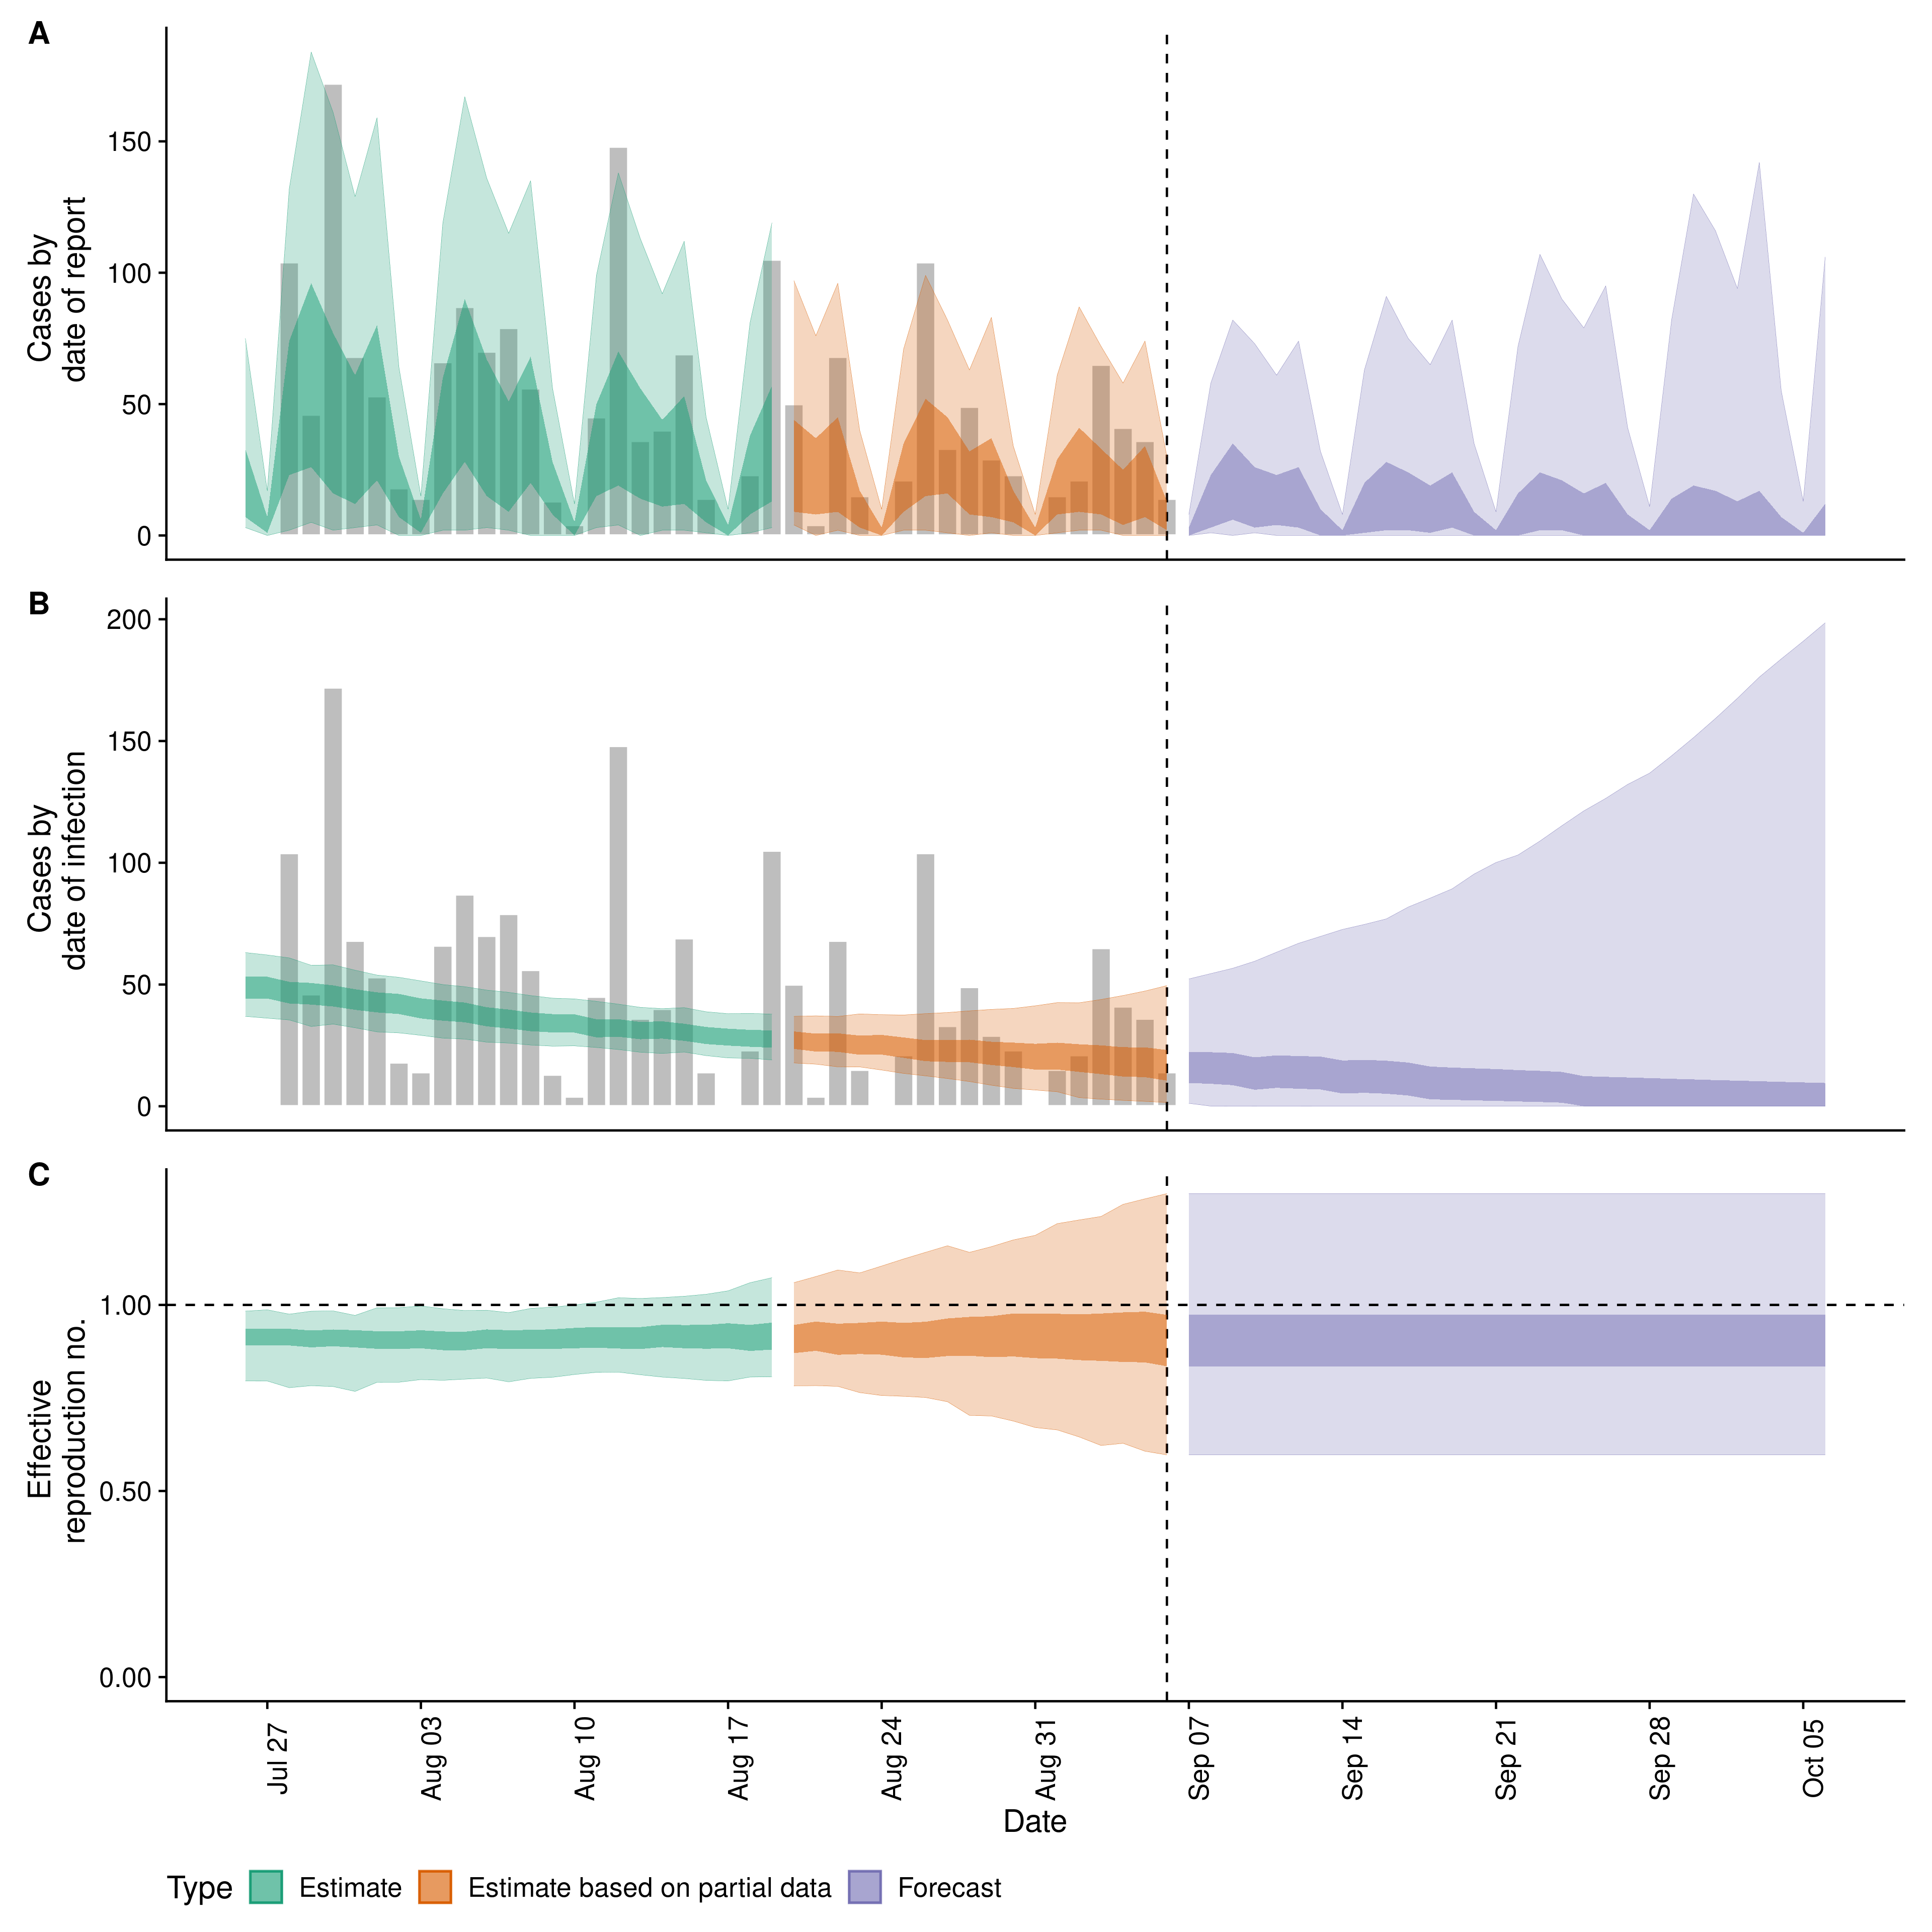 A
Cases by
date of report
150
100
50
0
B
Cases by
date of infection
200
150
100
50
0
C
Effective
reproduction no.
1.00
0.50
0.00
Jul 27
Aug 03
Aug 10
Aug 17
Aug 24
Aug 31
Sep 07
Sep 14
Sep 21
Sep 28
Oct 05
Date
Type Estimate Estimate based on partial data Forecast